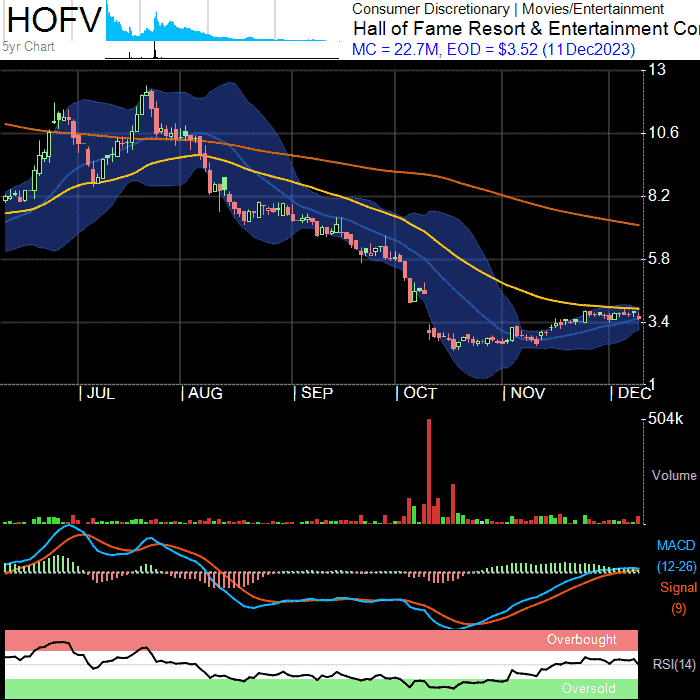 HOFV
5yr Chart
Consumer Discretionary | Movies/Entertainment
Hall of Fame Resort & Entertainment Co
MC = 22.7M, EOD = $3.52 (11Dec2023)
13
10.6
8.2
5.8
3.4
1
JUL AUG SEP OCT NOV DEC
504k
Volume
MACD
(12-26)
Signal
(9)
Overbought
RSI(14)
Oversold